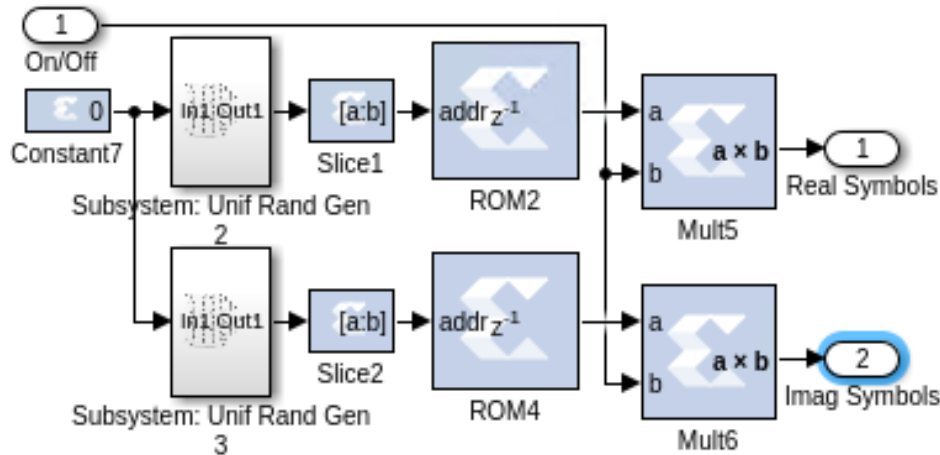 1
On/Off
0
Constant7
In1 Out1
Subsystem: Unif Rand Gen
2
[a:b]
Slice1
addr z-1
ROM2
a
b
a × b
Mult5
1
Real Symbols
In1 Out1
Subsystem: Unif Rand Gen
3
[a:b]
Slice2
addr z-1
ROM4
a
b
a × b
Mult6
2
Imag Symbols